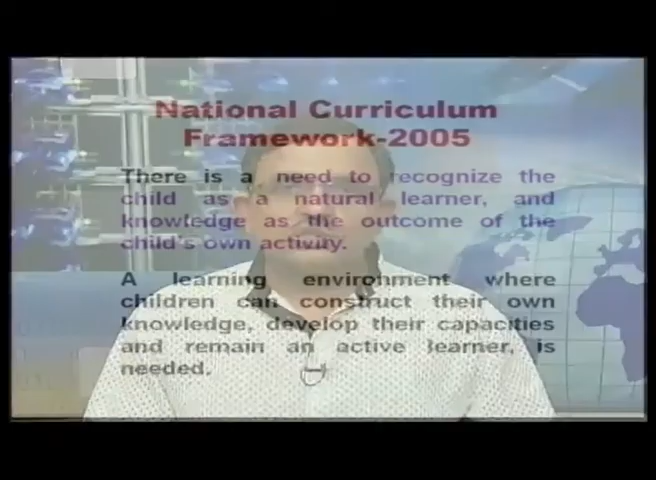 National Curriculum
Framework-2005
There is a need to recognize the
child as a natural learner, and
knowledge as the outcome of the
child's own activity.
A learning environment where
children can construct their own
knowledge, develop their capacities
and remain an active learner, is
needed.